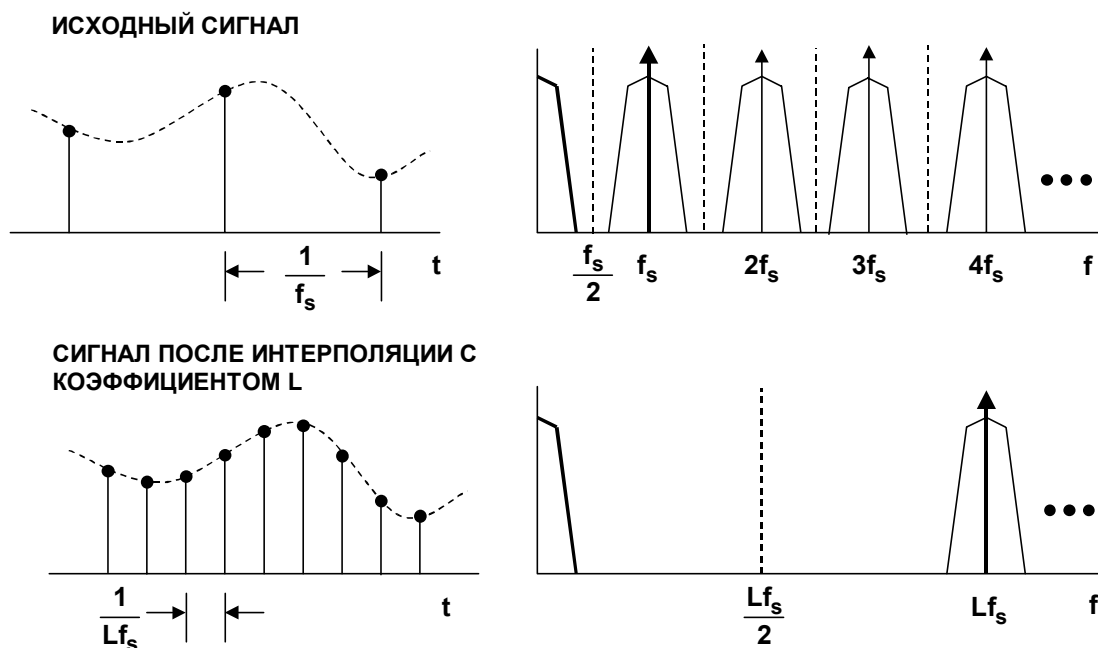 ИСХОДНЫЙ СИГНАЛ
1
f_s
t
f_s
2
f_s
2f_s
3f_s
4f_s
f
СИГНАЛ ПОСЛЕ ИНТЕРПОЛЯЦИИ С
КОЭФФИЦИЕНТОМ L
1
Lf_s
t
Lf_s
2
Lf_s
f